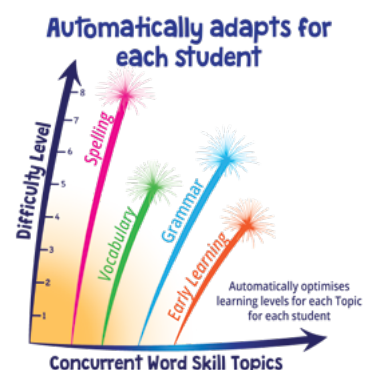 Automatically adapts for
each student
Difficulty Level
8
7
6
5
4
3
2
1
Spelling
Vocabulary
Grammar
Early Learning
Automatically optimises
learning levels for each Topic
for each student
Concurrent Word Skill Topics